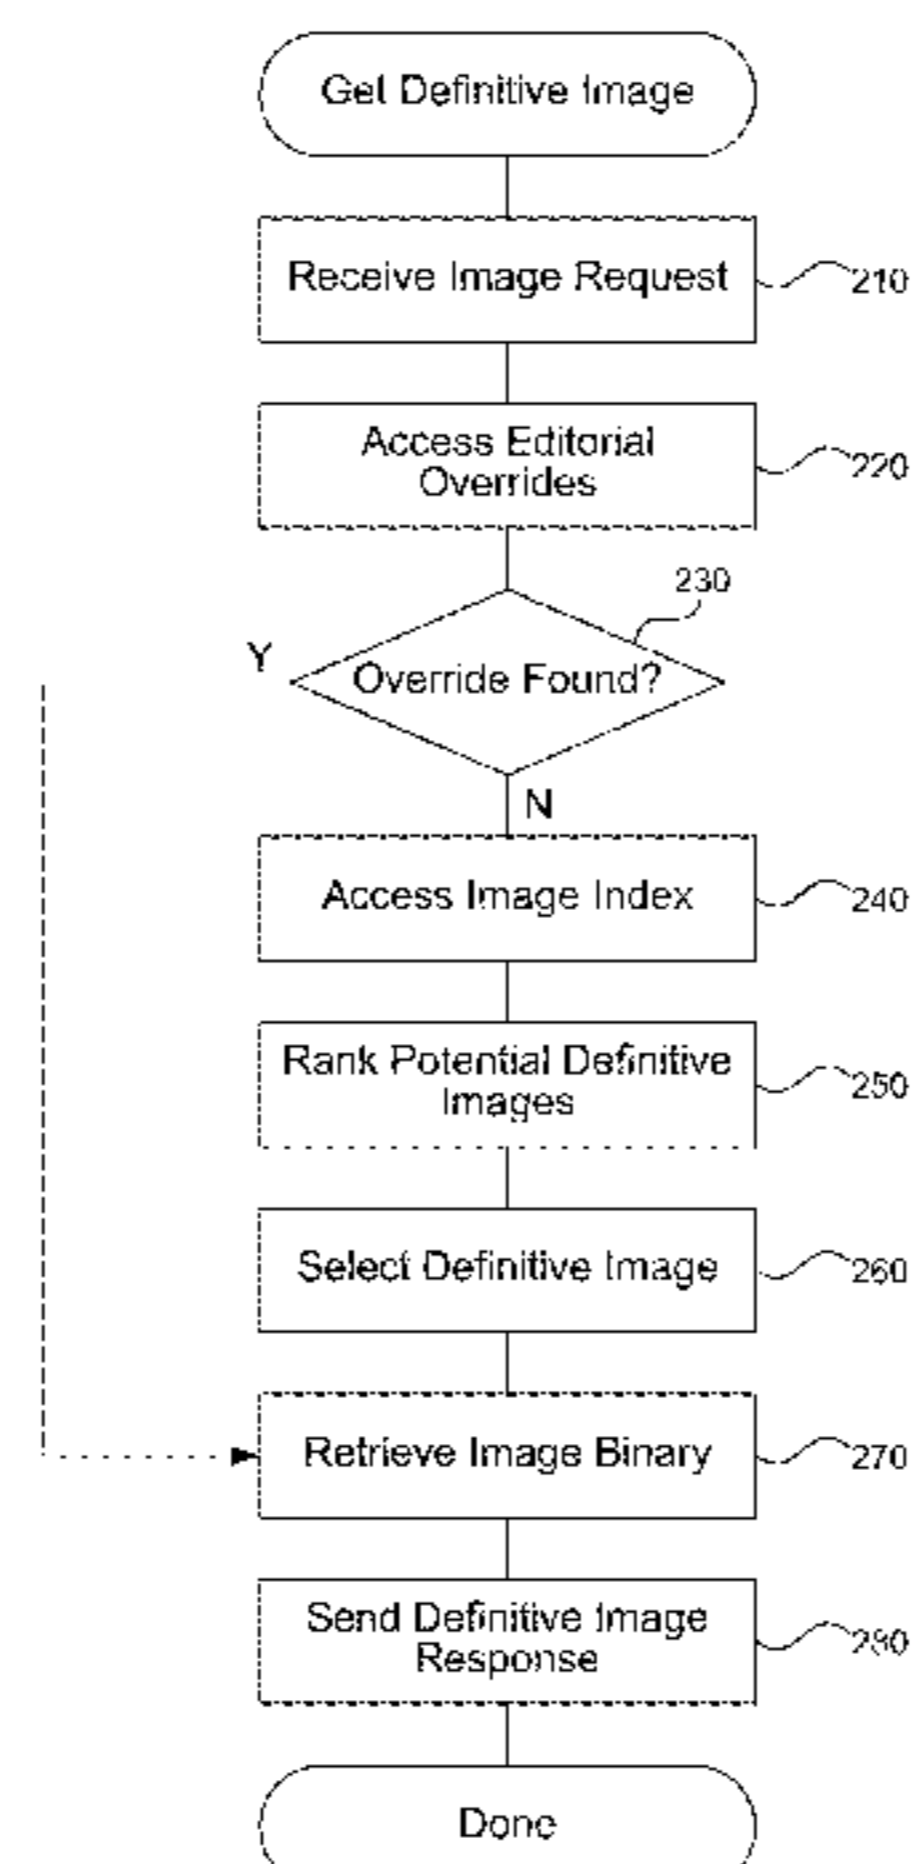 Get Definitive Image
Receive Image Request
210
Access Editorial
Overrides
220
230
Y
Override Found?
N
Access Image Index
240
Rank Potential Definitive
Images
250
Select Definitive Image
260
Retrieve Image Binary
270
Send Definitive Image
Response
280
Done